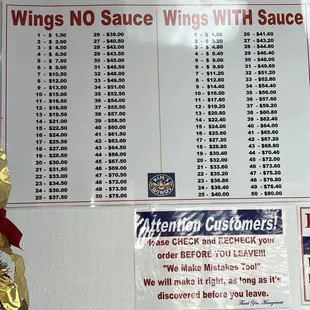 Wings NO Sauce
1 - $ 1.50
2 - $ 3.00
3 - $ 4.50
4 - $ 6.00
5 - $ 7.50
6 - $ 9.00
7 - $10.50
8 - $12.00
9 - $13.50
10 - $15.00
11 - $16.50
12 - $18.00
13 - $19.50
14 - $21.00
15 - $22.50
16 - $24.00
17 - $25.50
18 - $27.00
19 - $28.50
20 - $30.00
21 - $31.50
22 - $33.00
23 - $34.50
24 - $36.00
25 - $37.50
26 - $39.00
27 - $40.50
28 - $42.00
29 - $43.50
30 - $45.00
31 - $46.50
32 - $48.00
33 - $49.50
34 - $51.00
35 - $52.50
36 - $54.00
37 - $55.50
38 - $57.00
39 - $58.50
40 - $60.00
41 - $61.50
42 - $63.00
43 - $64.50
44 - $66.00
45 - $67.50
46 - $69.00
47 - $70.50
48 - $72.00
49 - $73.50
50 - $75.00
Wings WITH Sauce
1 - $ 1.60
2 - $ 3.20
3 - $ 4.80
4 - $ 6.40
5 - $ 8.00
6 - $ 9.60
7 - $11.20
8 - $12.80
9 - $14.40
10 - $16.00
11 - $17.60
12 - $19.20
13 - $20.80
14 - $22.40
15 - $24.00
16 - $25.60
17 - $27.20
18 - $28.80
19 - $30.40
20 - $32.00
21 - $33.60
22 - $35.20
23 - $36.80
24 - $38.40
25 - $40.00
26 - $41.60
27 - $43.20
28 - $44.80
29 - $46.40
30 - $48.00
31 - $49.60
32 - $51.20
33 - $52.80
34 - $54.40
35 - $56.00
36 - $57.60
37 - $59.20
38 - $60.80
39 - $62.40
40 - $64.00
41 - $65.60
42 - $67.20
43 - $68.80
44 - $70.40
45 - $72.00
46 - $73.60
47 - $75.20
48 - $76.80
49 - $78.40
50 - $80.00
Attention Customers!
Please CHECK and RECHECK your
order BEFORE YOU LEAVE!!!
"We Make Mistakes Too!"
We will make it right, as long as it's
discovered before you leave.
Thank You, Management